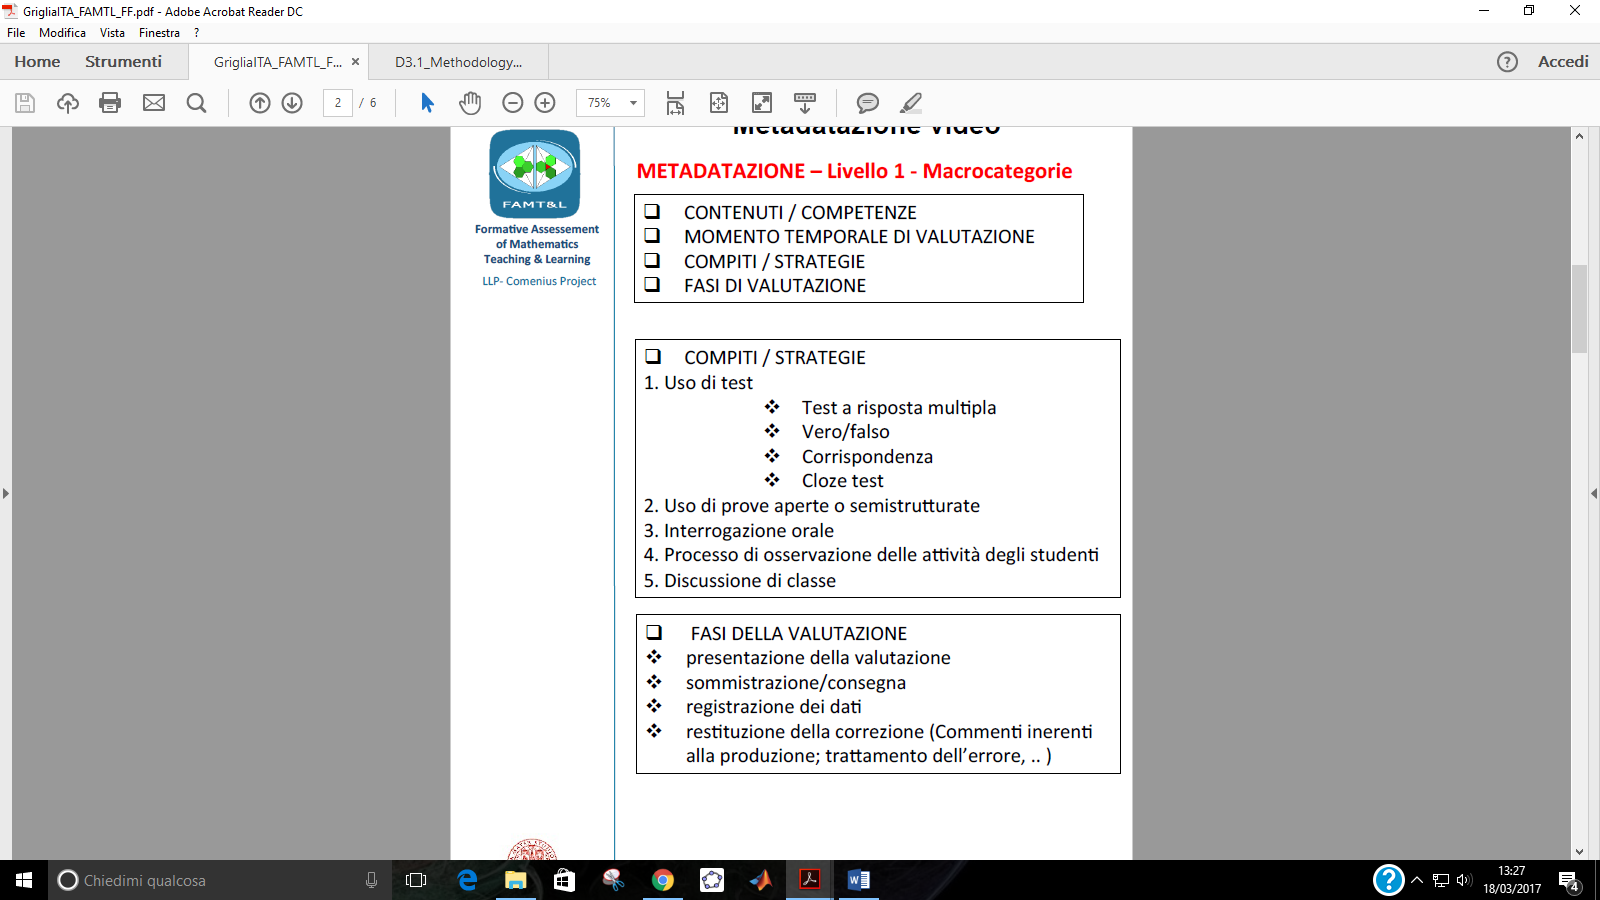 GrigliaITA_FAMTL_FF.pdf - Adobe Acrobat Reader DC
File Modifica Vista Finestra ?
Home Strumenti GrigliaITA_FAMTL_F... × D3.1_Methodology... ? Accedi
2 / 6 75%
Metadatazione video
METADATAZIONE – Livello 1 - Macrocategorie
FAMT&L
Formative Assessement
of Mathematics
Teaching & Learning
LLP- Comenius Project
❑ CONTENUTI / COMPETENZE
❑ MOMENTO TEMPORALE DI VALUTAZIONE
❑ COMPITI / STRATEGIE
❑ FASI DI VALUTAZIONE
❑ COMPITI / STRATEGIE
1. Uso di test
❖ Test a risposta multipla
❖ Vero/falso
❖ Corrispondenza
❖ Cloze test
2. Uso di prove aperte o semistrutturate
3. Interrogazione orale
4. Processo di osservazione delle attività degli studenti
5. Discussione di classe
❑ FASI DELLA VALUTAZIONE
❖ presentazione della valutazione
❖ sommistrazione/consegna
❖ registrazione dei dati
❖ restituzione della correzione (Commenti inerenti
alla produzione; trattamento dell’errore, .. )
Chiedimi qualcosa
13:27
18/03/2017
4